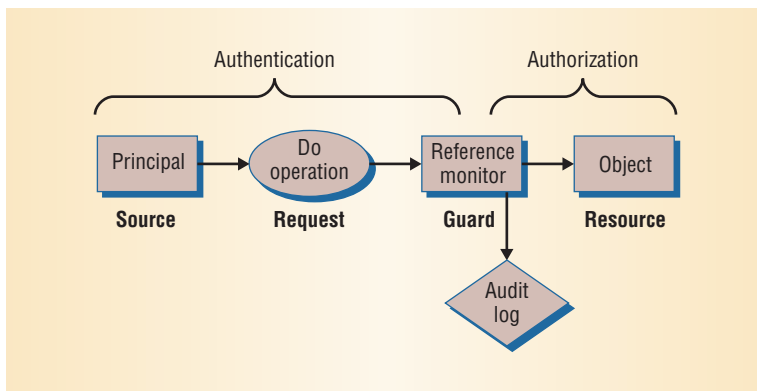 Authentication
Authorization
Principal
Do
operation
Reference
monitor
Object
Source
Request
Guard
Resource
Audit
log